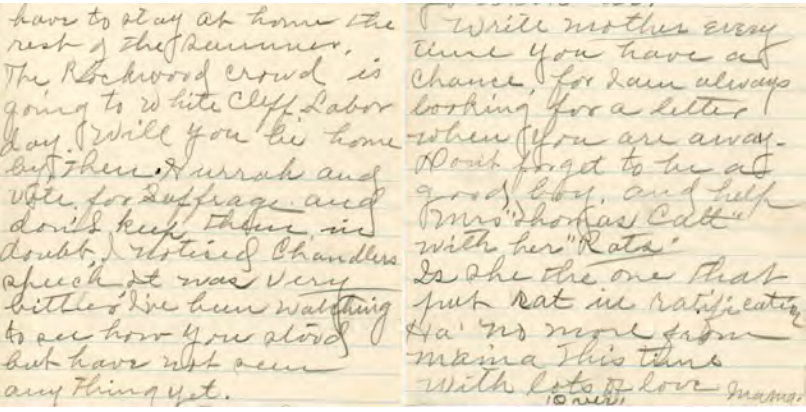 have to stay at home the
rest of the summer.
The Rockwood crowd is
going to White Cliff Labor
day. Will you be home
by then. Hurrah and
vote for Suffrage and
don't keep them in
doubt, I noticed Chandlers
speech it was very
bitter, I've been watching
to see how you stood
but have not seen
any thing yet.
Write mother every
time you have a
chance, for I am always
looking for a letter
when you are away.
Dont forget to be a
good boy, and help
Mrs "Thomas Catt"
with her "Rats."
Is she the one that
put rat in ratification
Ha' no more from
mama this time
With lots of love Mama.
over